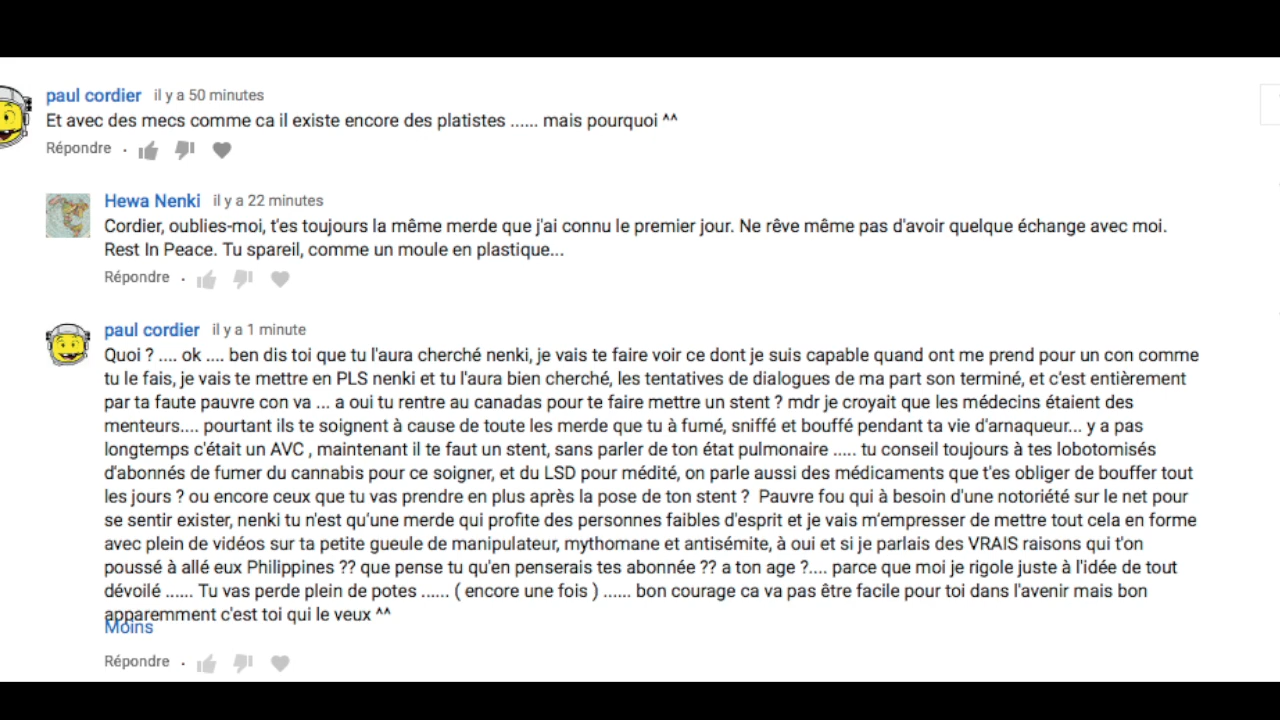 paul cordier il y a 50 minutes
Et avec des mecs comme ca il existe encore des platistes ...... mais pourquoi ^^
Répondre ·
Hewa Nenki il y a 22 minutes
Cordier, oublies-moi, t'es toujours la même merde que j'ai connu le premier jour. Ne rêve même pas d'avoir quelque échange avec moi.
Rest In Peace. Tu spareil, comme un moule en plastique...
Répondre ·
paul cordier il y a 1 minute
Quoi ? .... ok .... ben dis toi que tu l'aura cherché nenki, je vais te faire voir ce dont je suis capable quand ont me prend pour un con comme
tu le fais, je vais te mettre en PLS nenki et tu l'aura bien cherché, les tentatives de dialogues de ma part son terminé, et c'est entièrement
par ta faute pauvre con va ... a oui tu rentre au canadas pour te faire mettre un stent ? mdr je croyait que les médecins étaient des
menteurs.... pourtant ils te soignent à cause de toute les merde que tu à fumé, sniffé et bouffé pendant ta vie d'arnaqueur... y a pas
longtemps c'était un AVC , maintenant il te faut un stent, sans parler de ton état pulmonaire ..... tu conseil toujours à tes lobotomisés
d'abonnés de fumer du cannabis pour ce soigner, et du LSD pour médité, on parle aussi des médicaments que t'es obliger de bouffer tout
les jours ? ou encore ceux que tu vas prendre en plus après la pose de ton stent ? Pauvre fou qui à besoin d'une notoriété sur le net pour
se sentir exister, nenki tu n'est qu'une merde qui profite des personnes faibles d'esprit et je vais m'empresser de mettre tout cela en forme
avec plein de vidéos sur ta petite gueule de manipulateur, mythomane et antisémite, à oui et si je parlais des VRAIS raisons qui t'on
poussé à allé eux Philippines ?? que pense tu qu'en penserais tes abonnée ?? a ton age ?.... parce que moi je rigole juste à l'idée de tout
dévoilé ...... Tu vas perde plein de potes ...... ( encore une fois ) ...... bon courage ca va pas être facile pour toi dans l'avenir mais bon
apparemment c'est toi qui le veux ^^
Moins
Répondre ·